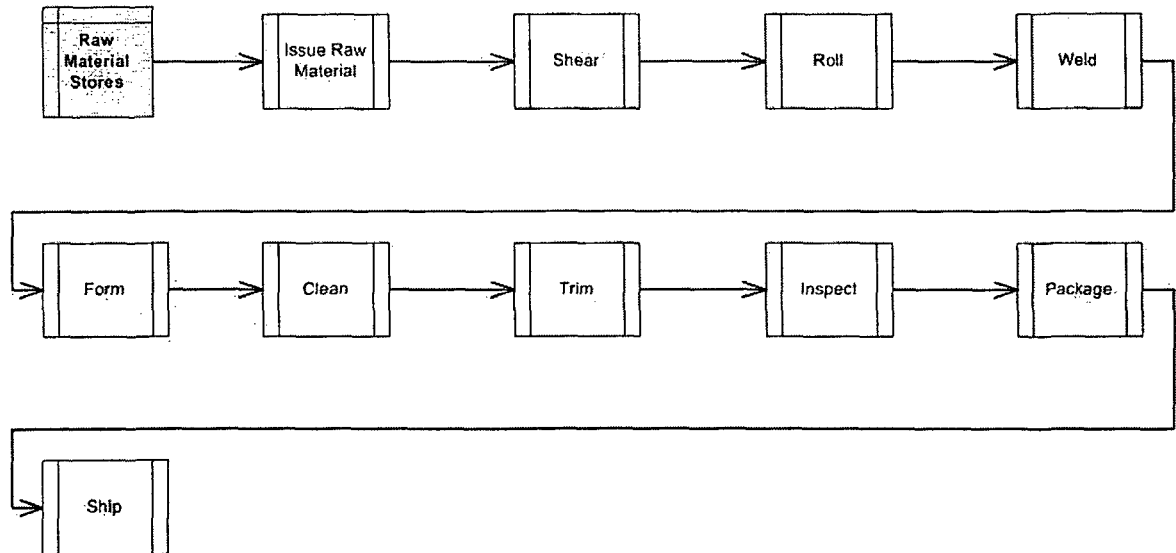 Raw
Material
Stores
Issue Raw
Material
Shear
Roll
Weld
Form
Clean
Trim
Inspect
Package
Ship